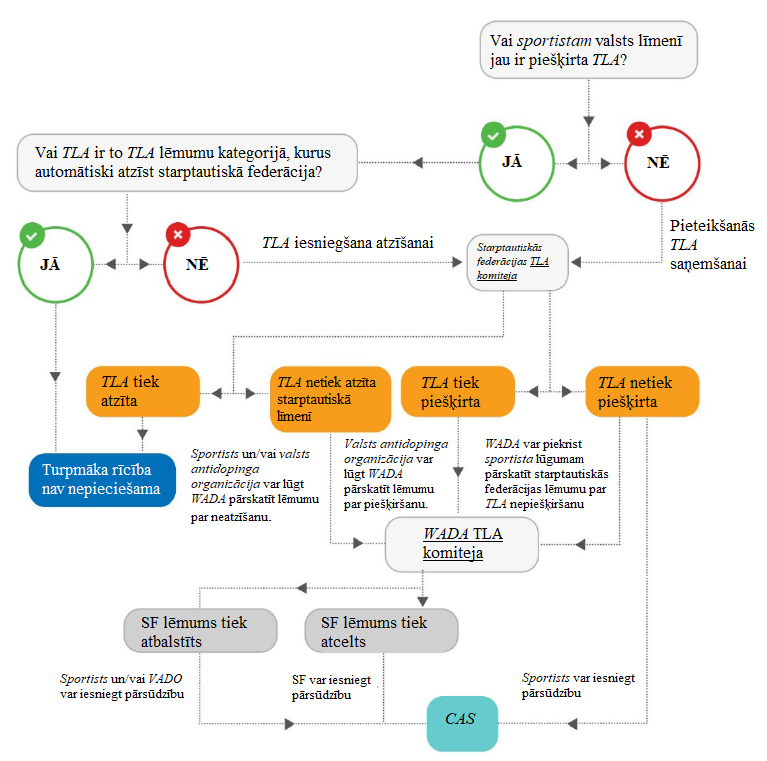 Vai sportistam valsts līmenī
jau ir piešķirta TLA?
JĀ
NĒ
Vai TLA ir to TLA lēmumu kategorijā, kurus
automātiski atzīst starptautiskā federācija?
JĀ
NĒ
TLA iesniegšana atzīšanai
Starptautiskās
federācijas TLA
komiteja
Pieteikšanās
TLA
saņemšanai
TLA tiek
atzīta
TLA netiek atzīta
starptautiskā
līmenī
TLA tiek
piešķirta
TLA netiek
piešķirta
Turpmāka rīcība
nav nepieciešama
Sportists un/vai valsts
antidopinga
organizācija var lūgt
WADA pārskatīt lēmumu
par neatzīšanu.
Valsts antidopinga
organizācija var
lūgt WADA
pārskatīt lēmumu
par piešķiršanu.
WADA var piekrist
sportista lūgumam
pārskatīt starptautiskās
federācijas lēmumu par
TLA nepiešķiršanu
WADA TLA
komiteja
SF lēmums tiek
atbalstīts
SF lēmums tiek
atcelts
Sportists un/vai VADO
var iesniegt pārsūdzību
SF var iesniegt
pārsūdzību
Sportists var iesniegt
pārsūdzību
CAS